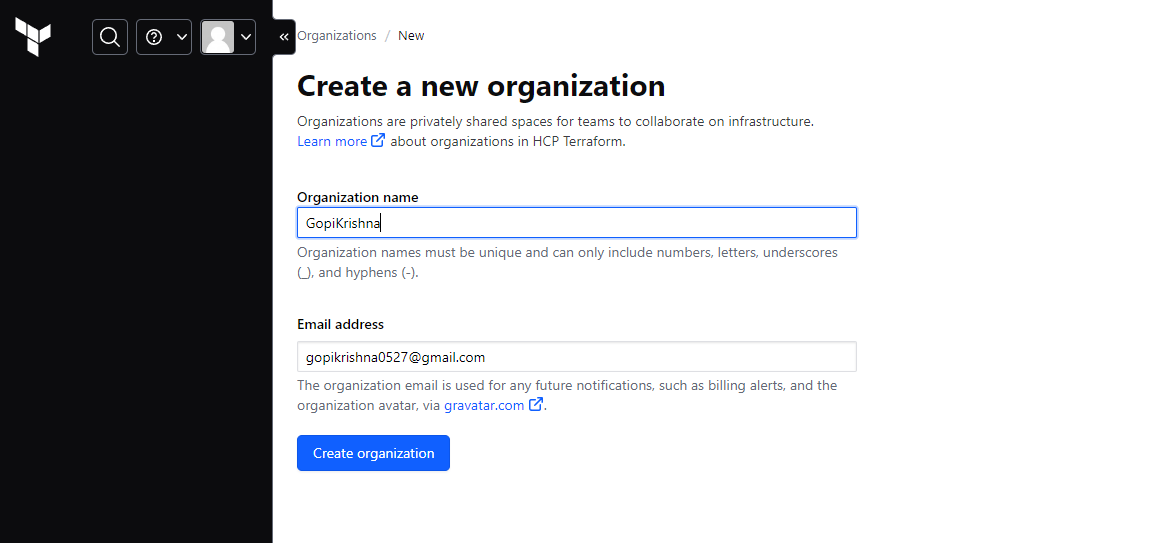 Organizations / New
Create a new organization
Organizations are privately shared spaces for teams to collaborate on infrastructure.
Learn more about organizations in HCP Terraform.
Organization name
GopiKrishna
Organization names must be unique and can only include numbers, letters, underscores
(_), and hyphens (-).
Email address
gopikrishna0527@gmail.com
The organization email is used for any future notifications, such as billing alerts, and the
organization avatar, via gravatar.com.
Create organization